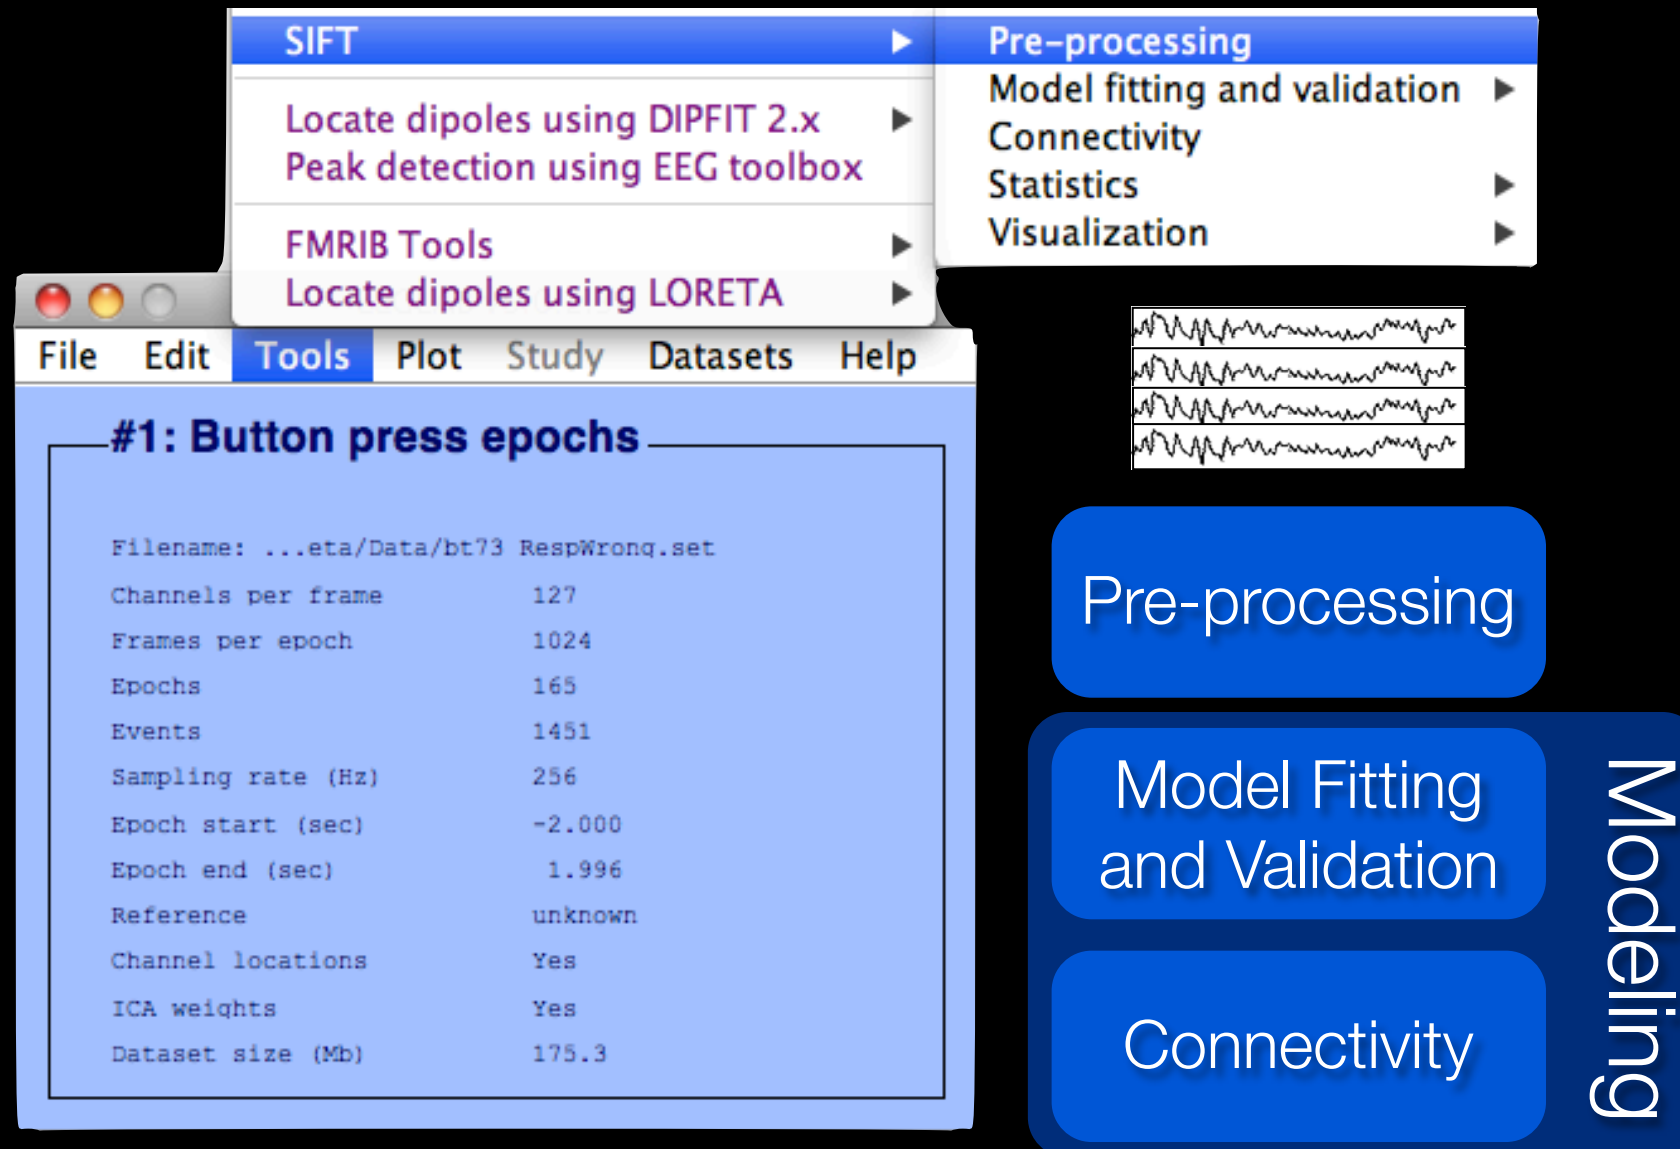 SIFT
Locate dipoles using DIPFIT 2.x
Peak detection using EEG toolbox
FMRIB Tools
Locate dipoles using LORETA
Pre-processing
Model fitting and validation
Connectivity
Statistics
Visualization
File Edit Tools Plot Study Datasets Help
#1: Button press epochs
Filename: ...eta/Data/bt73 RespWrong.set
Channels per frame 127
Frames per epoch 1024
Epochs 165
Events 1451
Sampling rate (Hz) 256
Epoch start (sec) -2.000
Epoch end (sec) 1.996
Reference unknown
Channel locations Yes
ICA weights Yes
Dataset size (Mb) 175.3
Pre-processing
Model Fitting
and Validation
Connectivity
Modeling